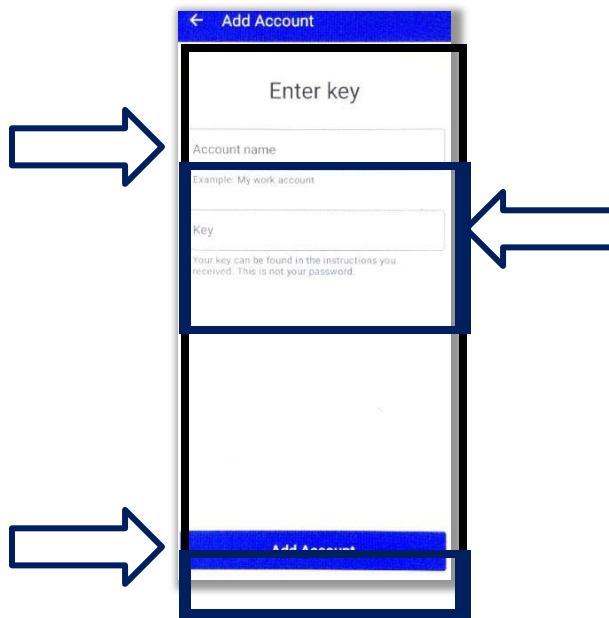 Add Account
Enter key
Account name
Example: My work account
Key
Your key can be found in the instructions you
received. This is not your password.
Add Account